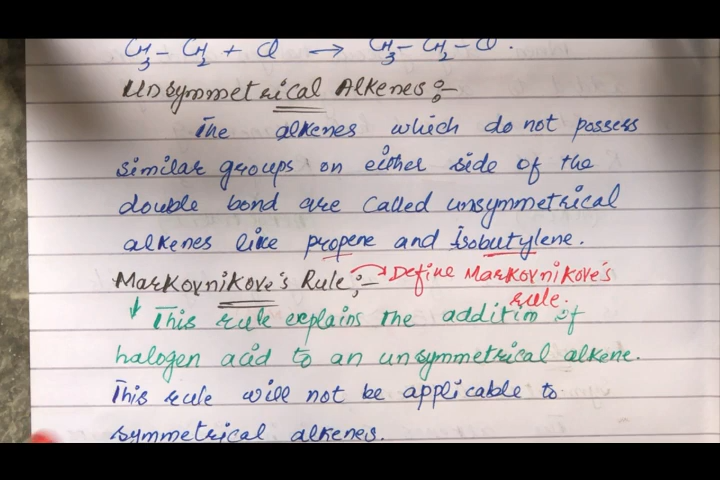 CH3 - CH2 + Cl → CH3 - CH2 - Cl.
Unsymmetrical Alkenes :-
The alkenes which do not possess
similar groups on either side of the
double bond are called unsymmetrical
alkenes like propene and Isobutylene.
Markovnikove's Rule :- → Define Markovnikove's
rule.
This rule explains the addition of
halogen acid to an unsymmetrical alkene.
This rule will not be applicable to
symmetrical alkenes.